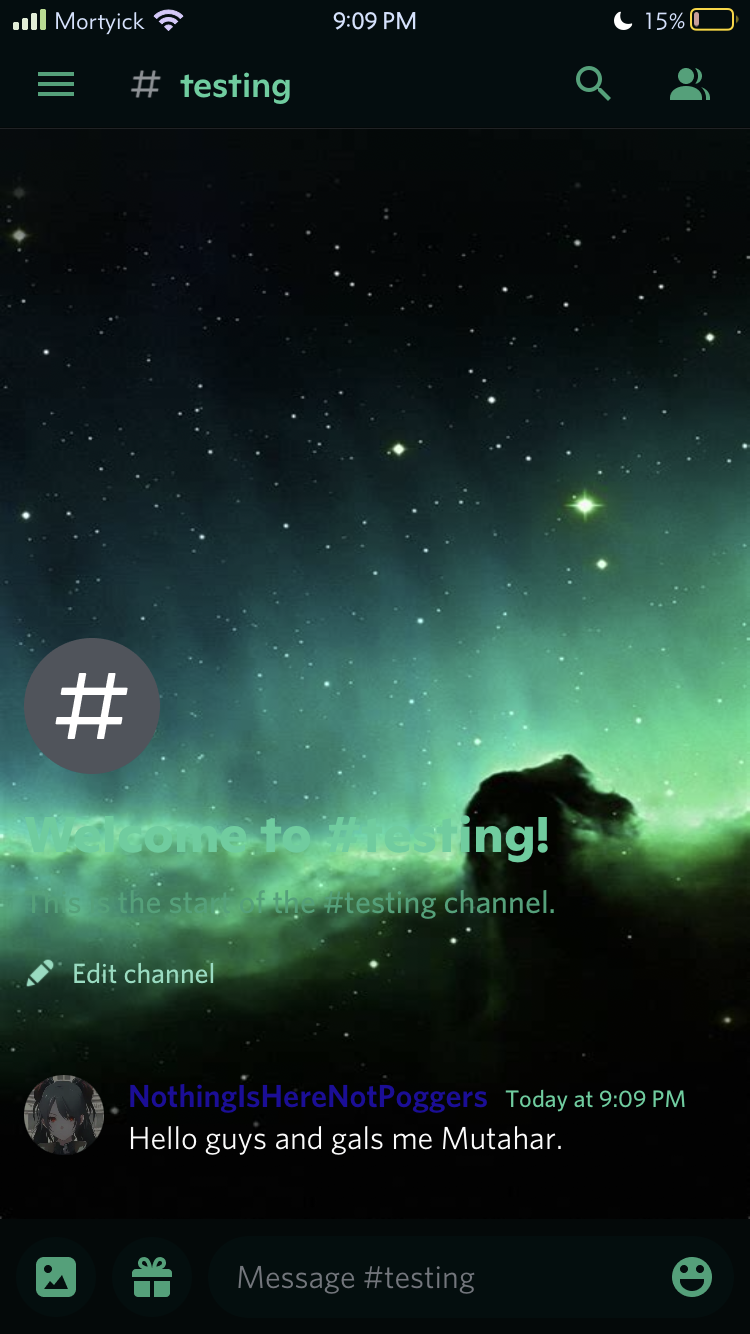 Mortyick 9:09 PM 15%
# testing
#
Welcome to #testing!
This is the start of the #testing channel.
Edit channel
NothingIsHereNotPoggers Today at 9:09 PM
Hello guys and gals me Mutahar.
Message #testing